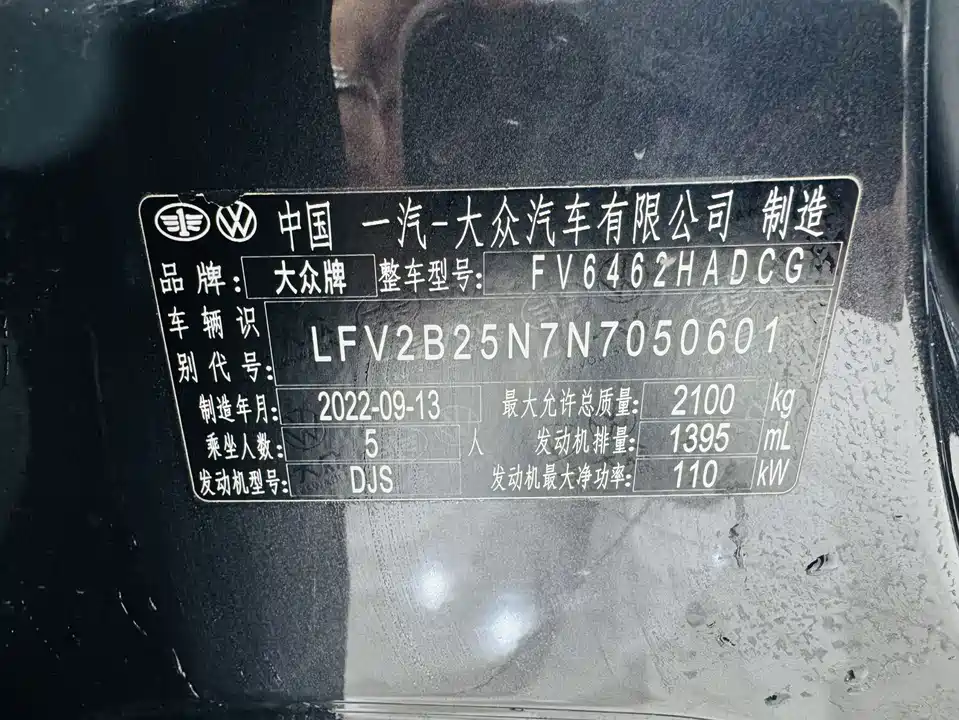 中国 一汽-大众汽车有限公司 制造
品牌: 大众牌 整车型号: FV6462HADCG
车辆识别代号: LFV2B25N7N7050601
制造年月: 2022-09-13 最大允许总质量: 2100 kg
乘坐人数: 5 人 发动机排量: 1395 mL
发动机型号: DJS 发动机最大净功率: 110 kW